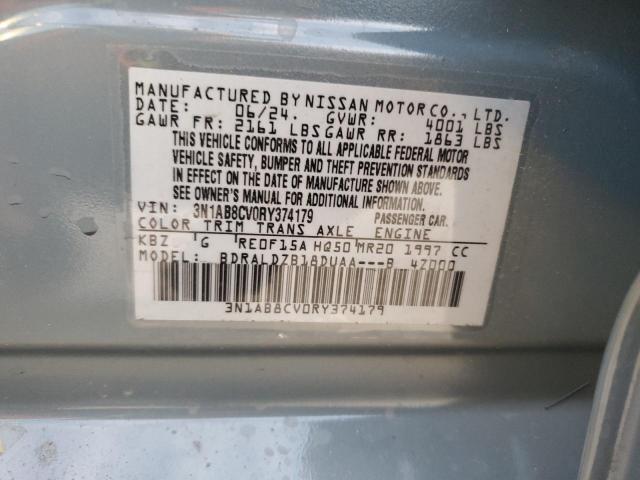 MANUFACTURED BY NISSAN MOTOR CO., LTD.
DATE: 06/24. GVWR: 4001 LBS
GAWR FR: 2161 LBS GAWR RR: 1863 LBS
THIS VEHICLE CONFORMS TO ALL APPLICABLE FEDERAL MOTOR
VEHICLE SAFETY, BUMPER AND THEFT PREVENTION STANDARDS
IN EFFECT ON THE DATE OF MANUFACTURE SHOWN ABOVE.
SEE OWNER'S MANUAL FOR ADDITIONAL INFORMATION.
VIN: 3N1AB8CV0RY374179 PASSENGER CAR.
COLOR TRIM TRANS AXLE ENGINE
KBZ G RE0F15A HQ50 MR20 1997 CC
MODEL: BDRALDZB18DUAA---B 4Z000
3N1AB8CV0RY374179